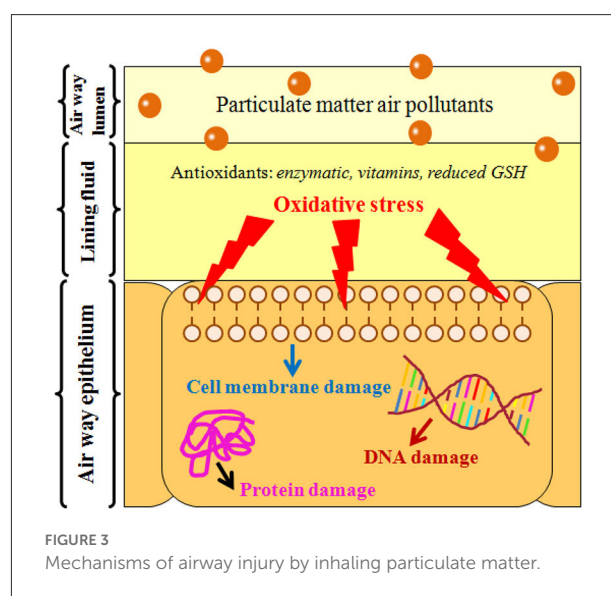 Air way
lumen
Particulate matter air pollutants
Lining fluid
Antioxidants: enzymatic, vitamins, reduced GSH
Oxidative stress
Air way epithelium
Cell membrane damage
DNA damage
Protein damage
FIGURE 3
Mechanisms of airway injury by inhaling particulate matter.